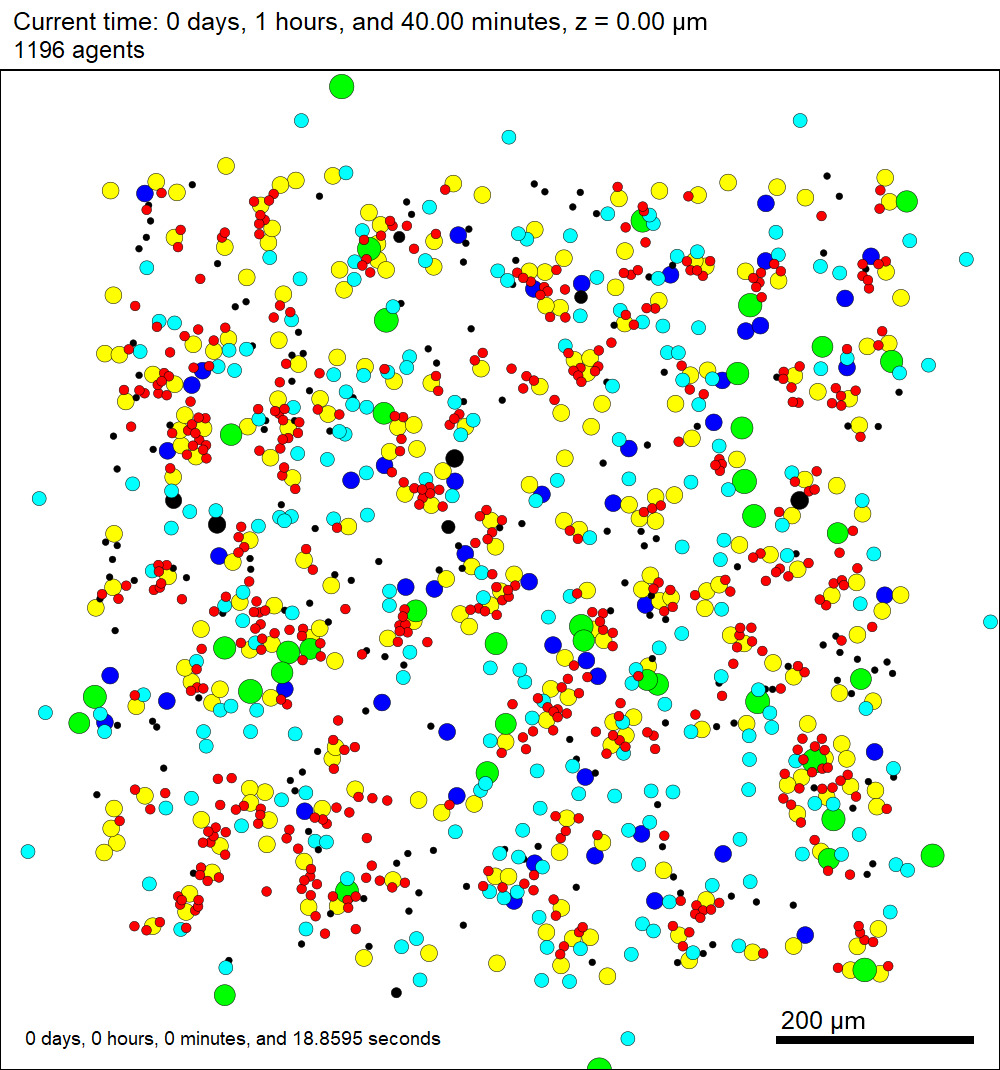 Current time: 0 days, 1 hours, and 40.00 minutes, z = 0.00 µm
1196 agents
200 µm
0 days, 0 hours, 0 minutes, and 18.8595 seconds